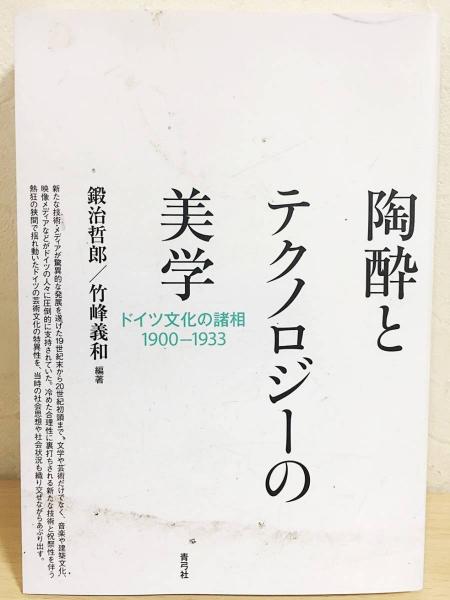 陶酔と
テクノロジーの
美学
ドイツ文化の諸相
1900—1933
鍛治哲郎／竹峰義和 編著
新たな技術・メディアが驚異的な発展を遂げた19世紀末から20世紀初頭まで、文学や芸術だけでなく、音楽や建築文化、
映像メディアなどがドイツの人々に圧倒的に支持されていた。冷めた合理性に裏打ちされる新たな技術と祝祭性を伴う
熱狂の狭間で揺れ動いたドイツの芸術文化の特異性を、当時の社会思想や社会状況も織り交ぜながらあぶり出す。
青弓社